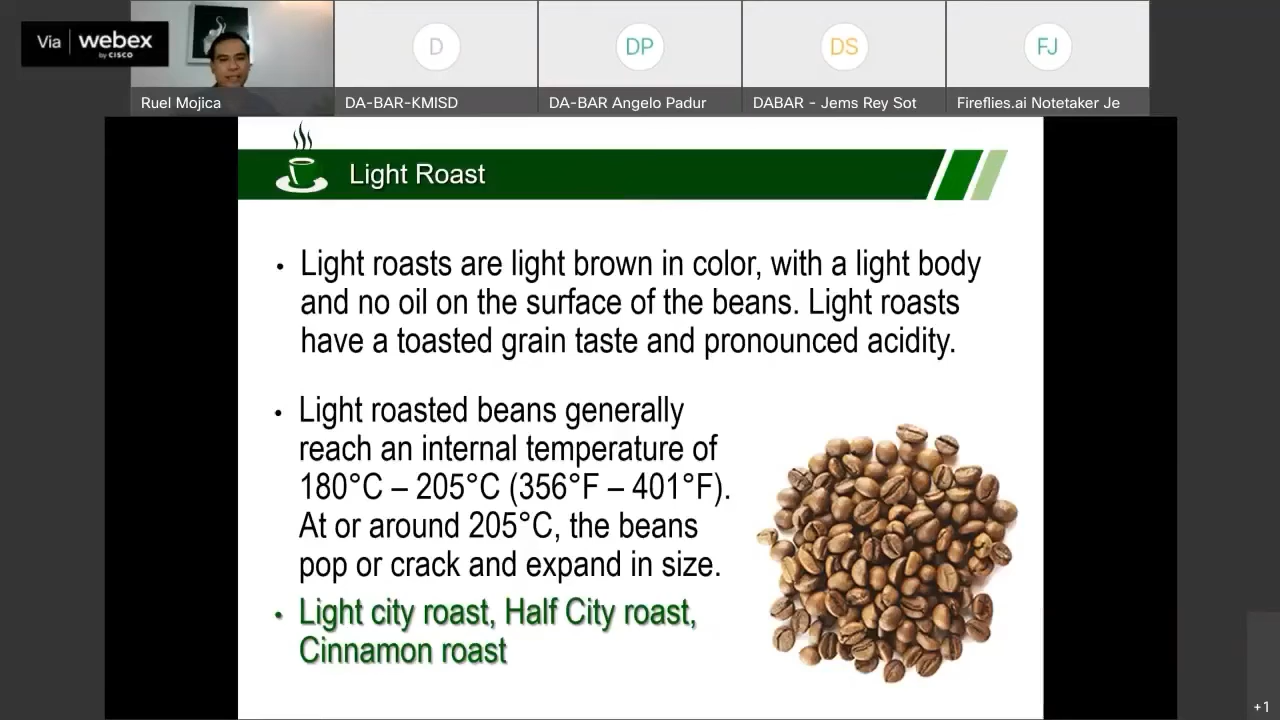 Via webex
by CISCO
D
DP
DS
FJ
Ruel Mojica
DA-BAR-KMISD
DA-BAR Angelo Padur
DABAR - Jems Rey Sot
Fireflies.ai Notetaker Je
Light Roast
• Light roasts are light brown in color, with a light body
and no oil on the surface of the beans. Light roasts
have a toasted grain taste and pronounced acidity.
• Light roasted beans generally
reach an internal temperature of
180°C – 205°C (356°F – 401°F).
At or around 205°C, the beans
pop or crack and expand in size.
• Light city roast, Half City roast,
Cinnamon roast
+1